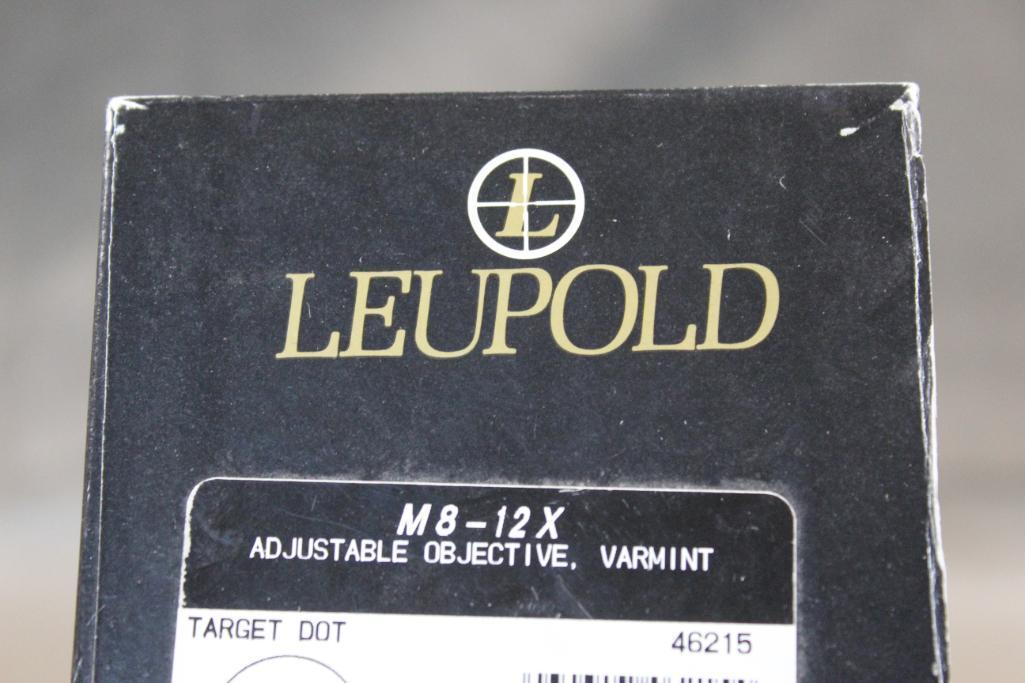 L
LEUPOLD
M8-12X
ADJUSTABLE OBJECTIVE, VARMINT
TARGET DOT 46215